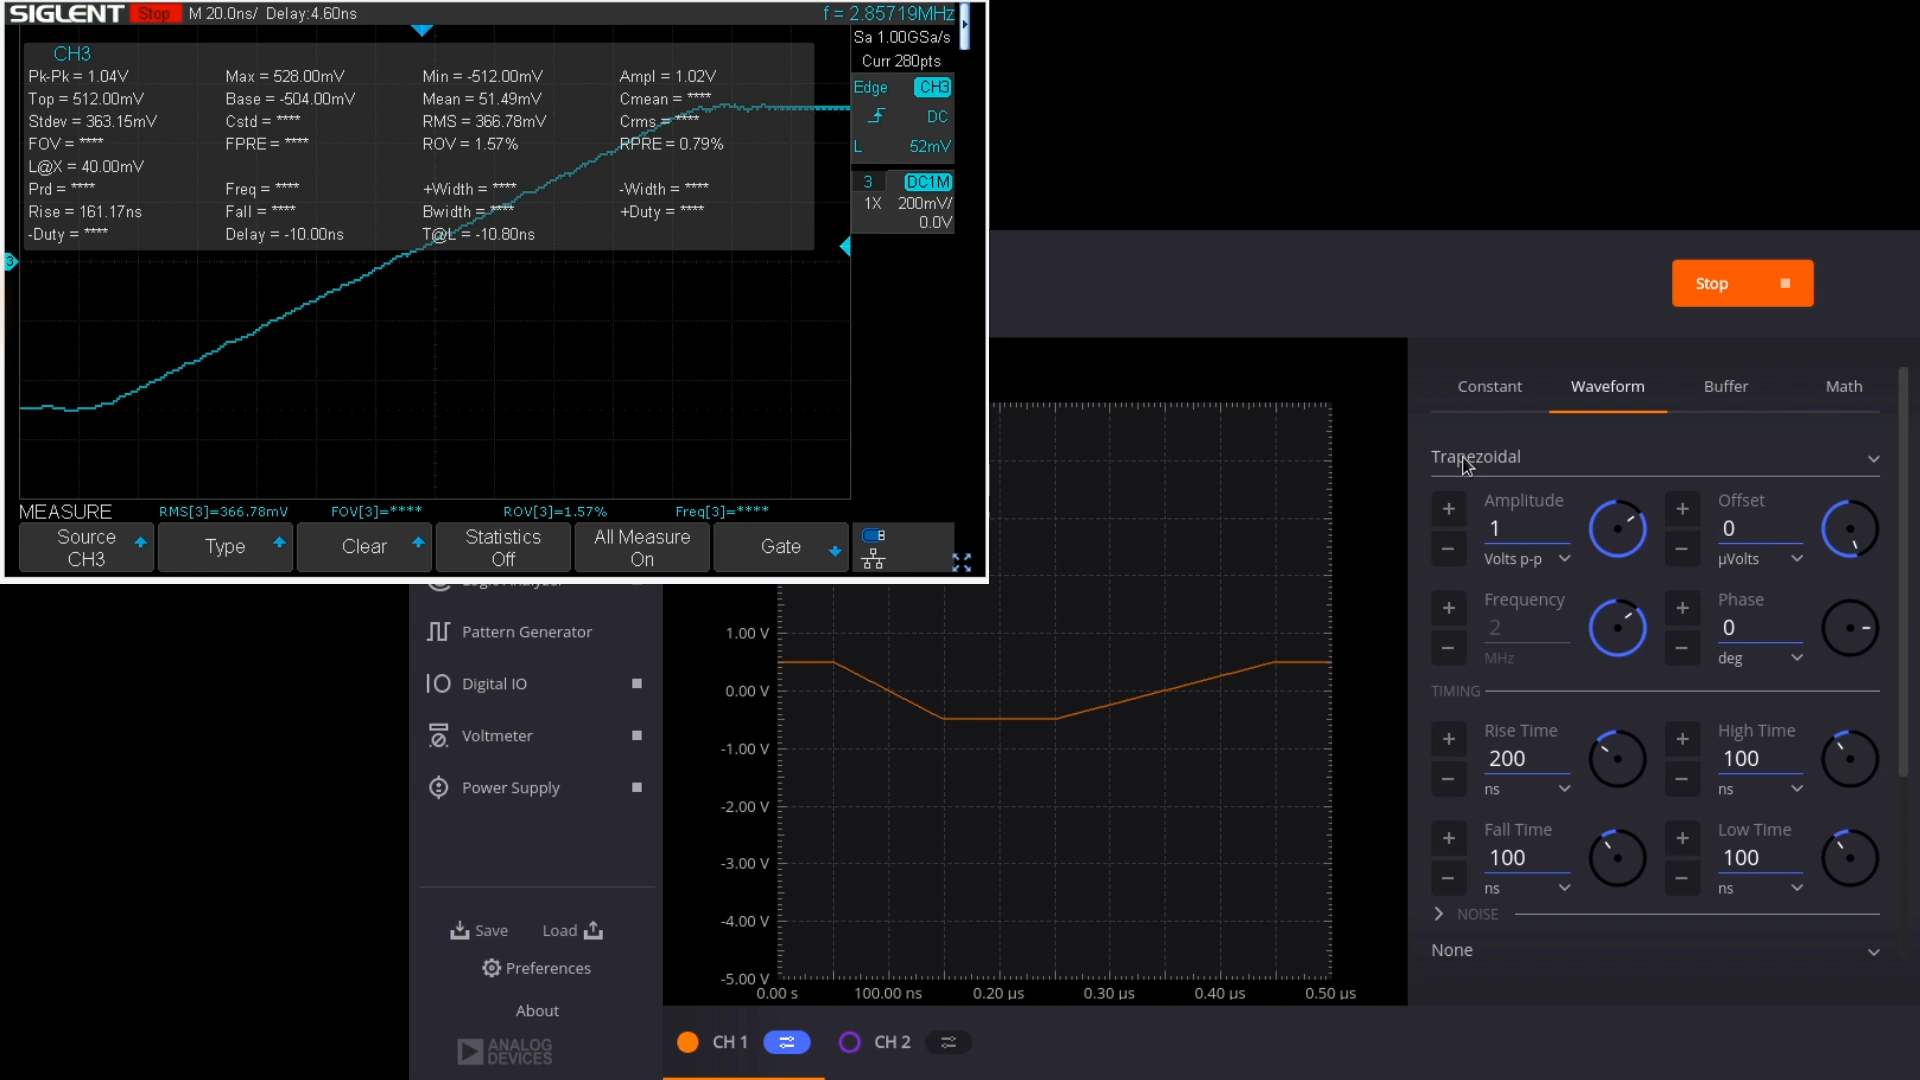 SIGLENT Stop M 20.0ns/ Delay:4.60ns f = 2.85719MHz
Sa 1.00GSa/s
Curr 280pts
CH3
Pk-Pk = 1.04V Max = 528.00mV Min = -512.00mV Ampl = 1.02V
Top = 512.00mV Base = -504.00mV Mean = 51.49mV Cmean = ****
Stdev = 363.15mV Cstd = **** RMS = 366.78mV Crms = ****
FOV = **** FPRE = **** ROV = 1.57% RPRE = 0.79%
L@X = 40.00mV
Prd = **** Freq = **** +Width = **** -Width = ****
Rise = 161.17ns Fall = **** Bwidth = **** +Duty = ****
-Duty = **** Delay = -10.00ns T@L = -10.80ns
Edge CH3
DC
L 52mV
3 DC1M
1X 200mV/
0.0V
3
MEASURE RMS[3]=366.78mV FOV[3]=**** ROV[3]=1.57% Freq[3]=****
Source
CH3
Type
Clear
Statistics
Off
All Measure
On
Gate
Stop
Pattern Generator
Digital IO
Voltmeter
Power Supply
Save Load
Preferences
About
ANALOG
DEVICES
1.00 V
0.00 V
-1.00 V
-2.00 V
-3.00 V
-4.00 V
-5.00 V
0.00 s 100.00 ns 0.20 µs 0.30 µs 0.40 µs 0.50 µs
CH 1 CH 2
Constant Waveform Buffer Math
Trapezoidal
Amplitude Offset
1 0
Volts p-p µVolts
Frequency Phase
2 0
MHz deg
TIMING
Rise Time High Time
200 100
ns ns
Fall Time Low Time
100 100
ns ns
NOISE
None